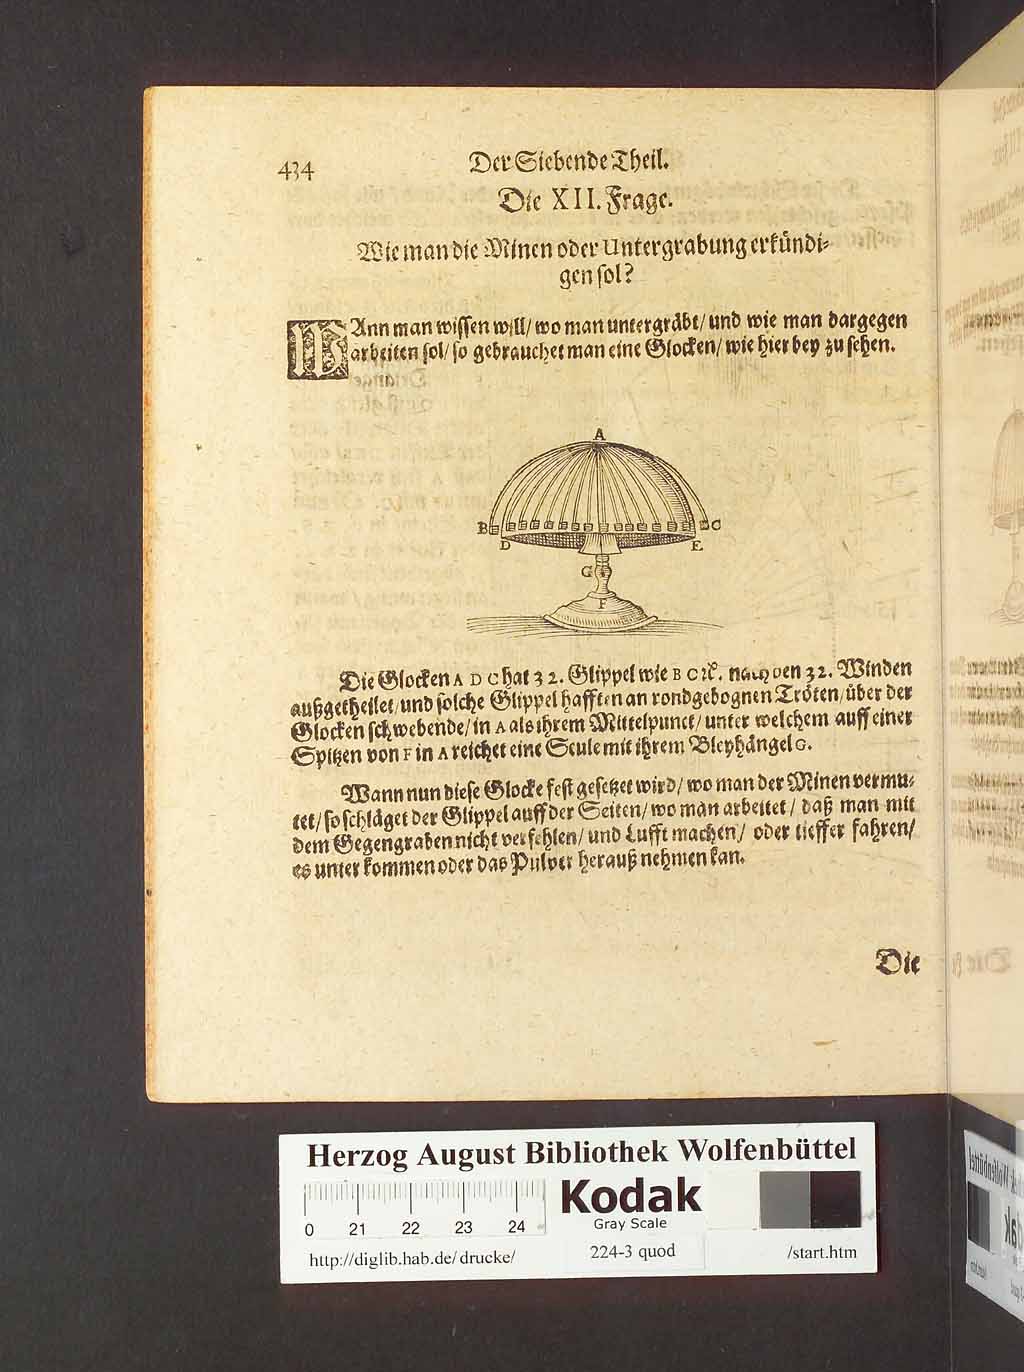 434
Der Siebende Theil.
Die XII. Frage.
Wie man die Minen oder Untergrabung erkündi⸗
gen sol?
WAnn man wissen will/ wo man untergräbt/ und wie man dargegen
arbeiten sol/ so gebrauchet man eine Glocken/ wie hier bey zu sehen.
A
B
C
D
E
G
F
Die Glocken A D C hat 32. Glippel wie B C ꝛc. nach den 32. Winden
außgetheilet/ und solche Glippel hafften an rondgebognen Dröten/ über der
Glocken schwebende/ in A als ihrem Mittelpunct/ unter welchem auff einer
Spitzen von F in A reichet eine Seule mit ihrem Bleyhängel G.
Wann nun diese Glocke fest gesetzet wird/ wo man der Minen vermu⸗
tet/ so schläget der Glippel auff der Seiten/ wo man arbeitet/ daß man mit
dem Gegengraben nicht verfehlen/ und Lufft machen/ oder tieffer fahren/
es unter kommen oder das Pulver herauß nehmen kan.
Die
Herzog August Bibliothek Wolfenbüttel
0 21 22 23 24
Kodak
Gray Scale
http://diglib.hab.de/drucke/
224-3 quod
/start.htm